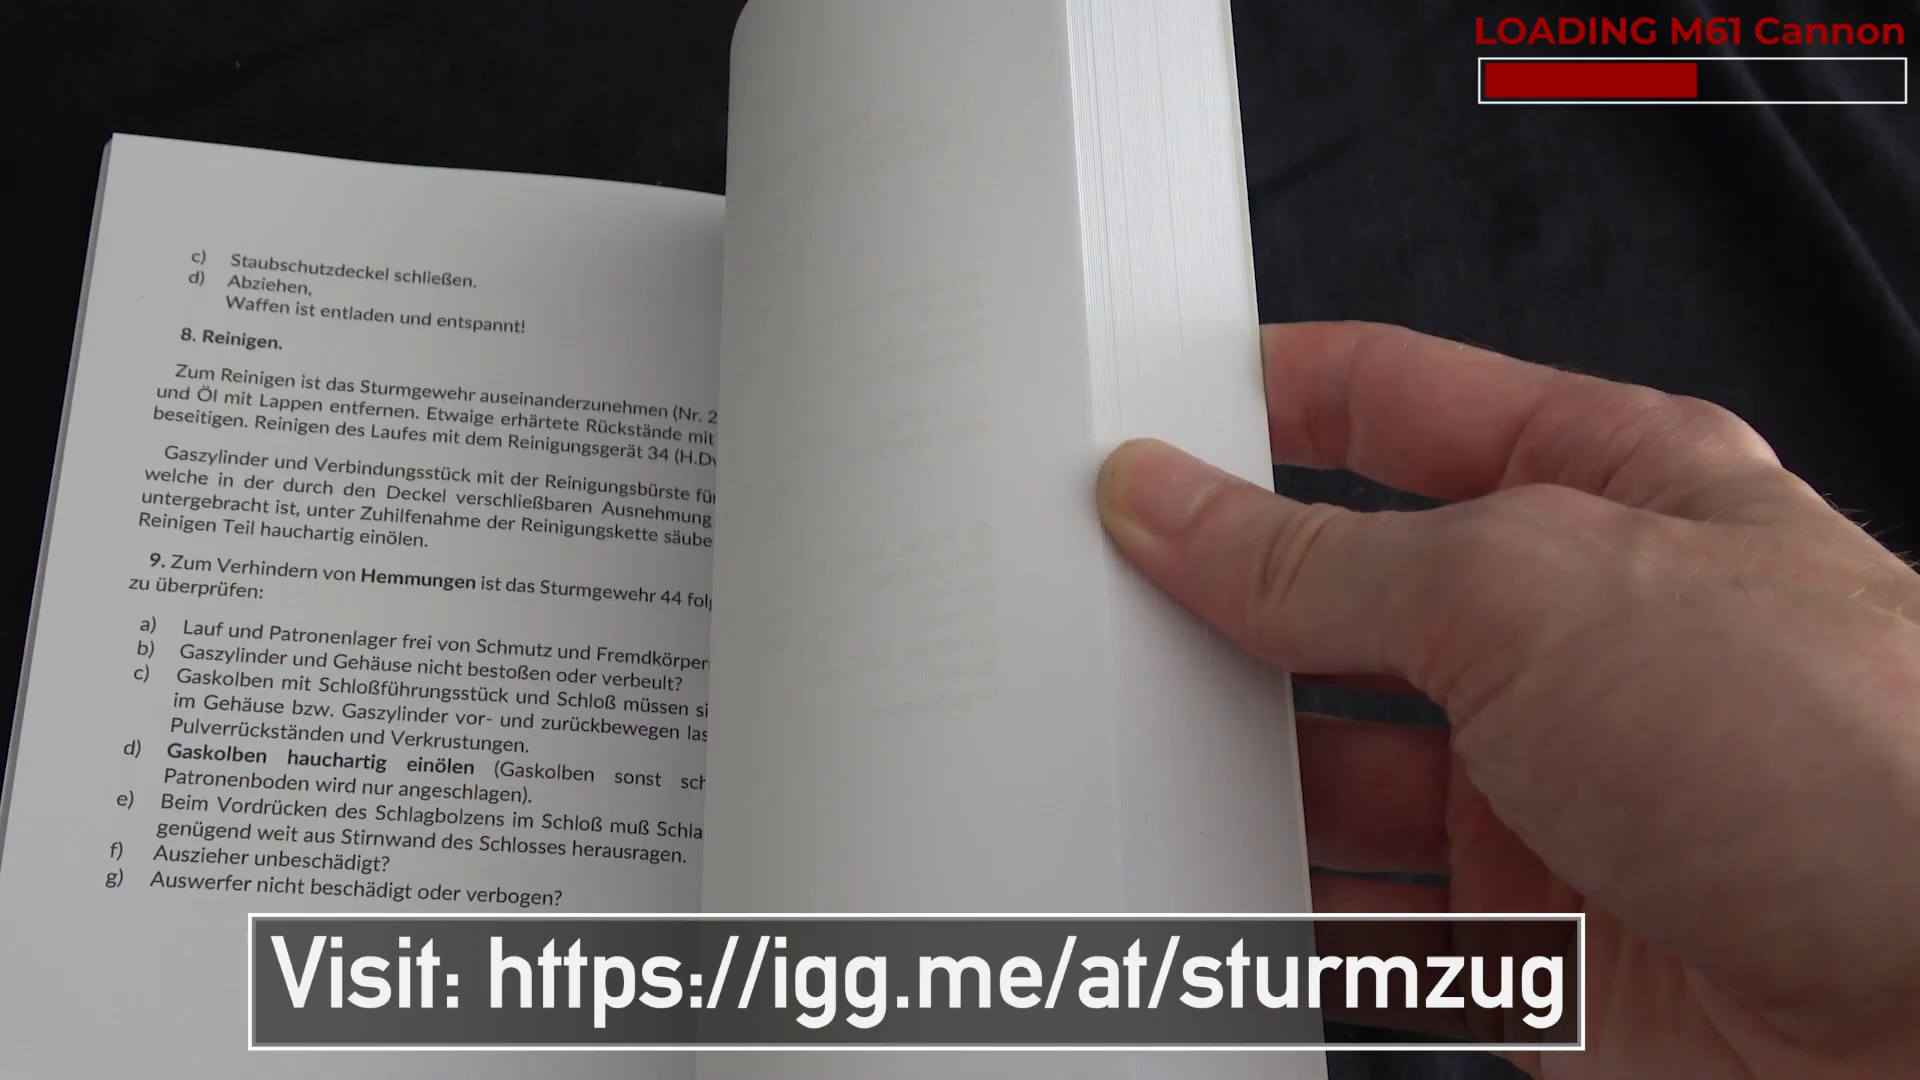 LOADING M61 Cannon
c) Staubschutzdeckel schließen.
d) Abziehen,
Waffen ist entladen und entspannt!
8. Reinigen.
Zum Reinigen ist das Sturmgewehr auseinanderzunehmen (Nr. 2
und Öl mit Lappen entfernen. Etwaige erhärtete Rückstände mit
beseitigen. Reinigen des Laufes mit dem Reinigungsgerät 34
Gaszylinder und Verbindungsstück mit der Reinigungsbürste für
welche in der durch den Deckel verschließbaren Ausnehmung
untergebracht ist, unter Zuhilfenahme der Reinigungskette
Reinigen Teil hauchartig einölen.
9. Zum Verhindern von Hemmungen ist das Sturmgewehr 44
zu überprüfen:
a) Lauf und Patronenlager frei von Schmutz und Fremdkörper
b) Gaszylinder und Gehäuse nicht bestoßen oder verbeult?
c) Gaskolben mit Schloßführungsstück und Schloß müssen
im Gehäuse bzw. Gaszylinder vor- und zurückbewegen
Pulverrückständen und Verkrustungen.
d) Gaskolben hauchartig einölen (Gaskolben sonst
Patronenboden wird nur angeschlagen).
e) Beim Vordrücken des Schlagbolzens im Schloß muß
genügend weit aus Stirnwand des Schlosses herausragen.
f) Auszieher unbeschädigt?
g) Auswerfer nicht beschädigt oder verbogen?
Visit: https://igg.me/at/sturmzug